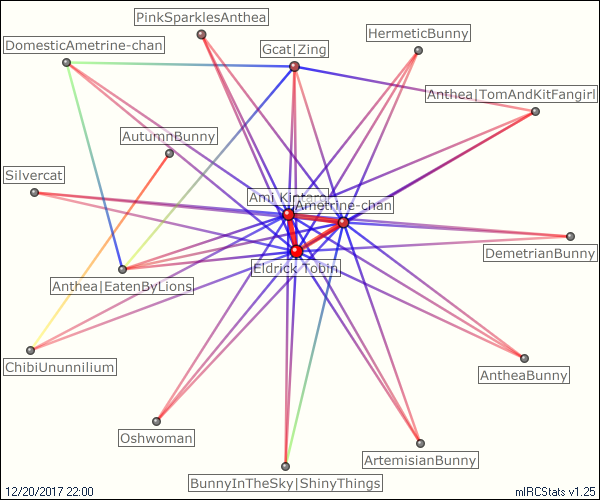 PinkSparklesAnthea
HermeticBunny
DomesticAmetrine-chan
Gcat|Zing
Anthea|TomAndKitFangirl
AutumnBunny
Silvercat
Ami Kintaro
Ametrine-chan
DemetrianBunny
Eldrick Tobin
Anthea|EatenByLions
ChibiUnunnilium
AntheaBunny
Oshwoman
ArtemisianBunny
BunnyInTheSky|ShinyThings
12/20/2017 22:00
mIRCStats v1.25